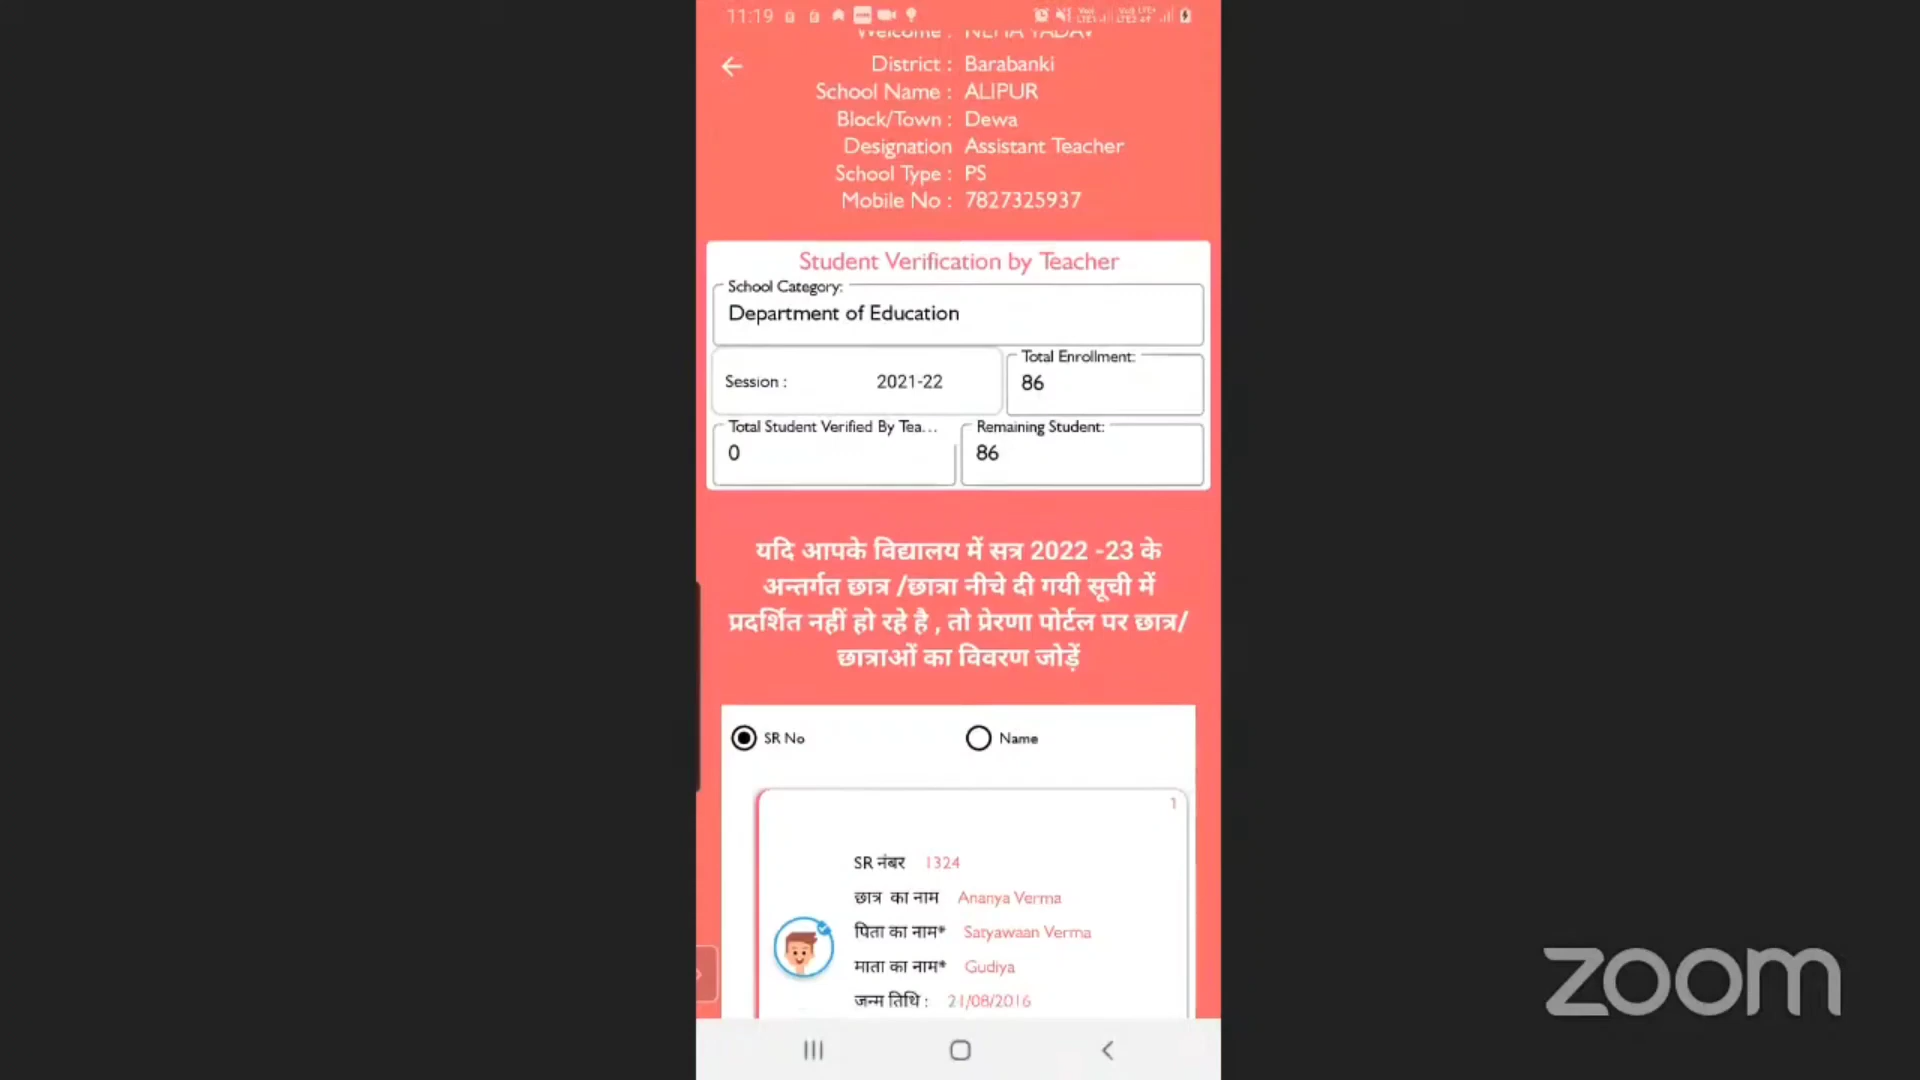 11:19
Welcome : NEHA YADAV
District : Barabanki
School Name : ALIPUR
Block/Town : Dewa
Designation Assistant Teacher
School Type : PS
Mobile No : 7827325937
Student Verification by Teacher
School Category:
Department of Education
Session : 2021-22
Total Enrollment:
86
Total Student Verified By Tea...
0
Remaining Student:
86
यदि आपके विद्यालय में सत्र 2022 -23 के
अन्तर्गत छात्र /छात्रा नीचे दी गयी सूची में
प्रदर्शित नहीं हो रहे है , तो प्रेरणा पोर्टल पर छात्र/
छात्राओं का विवरण जोड़ें
SR No
Name
1
SR नंबर 1324
छात्र का नाम Ananya Verma
पिता का नाम* Satyawaan Verma
माता का नाम* Gudiya
जन्म तिथि : 21/08/2016
zoom